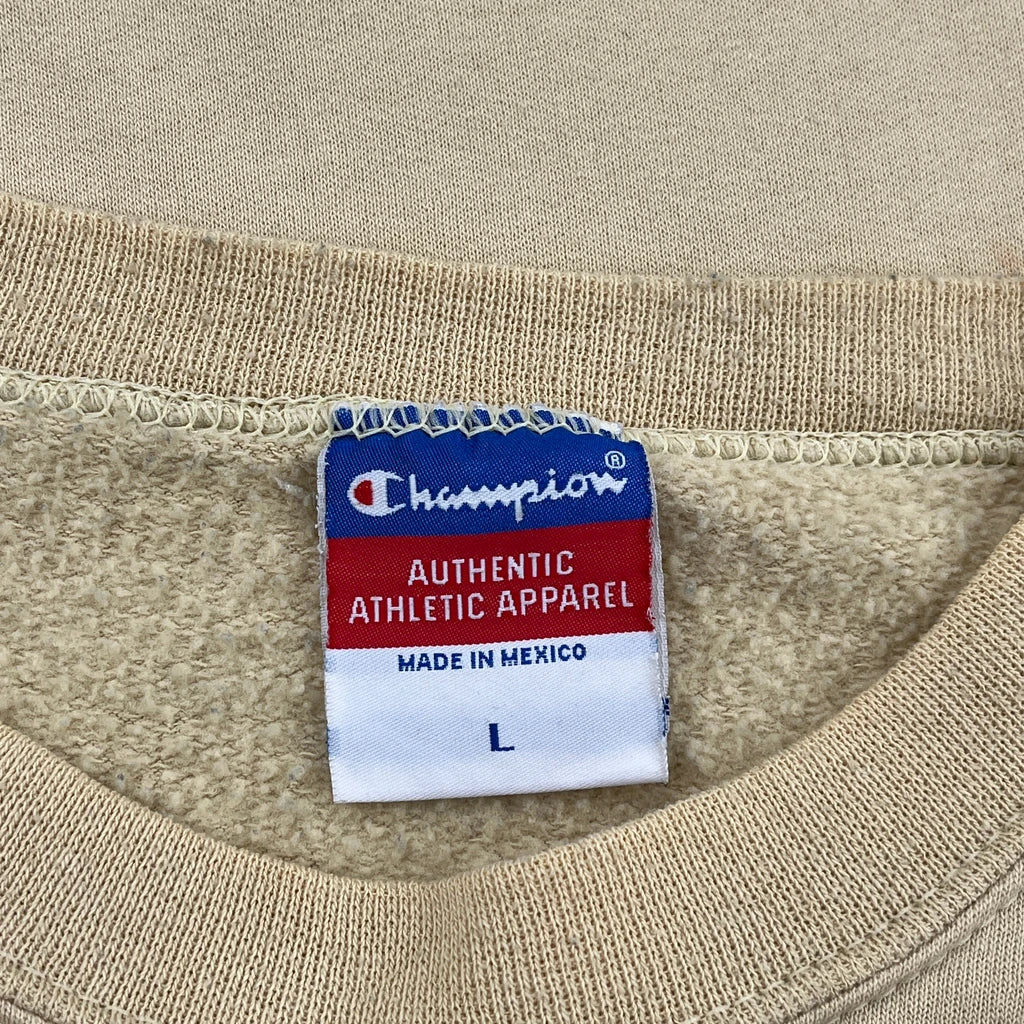 Champion®
AUTHENTIC
ATHLETIC APPAREL
MADE IN MEXICO
L